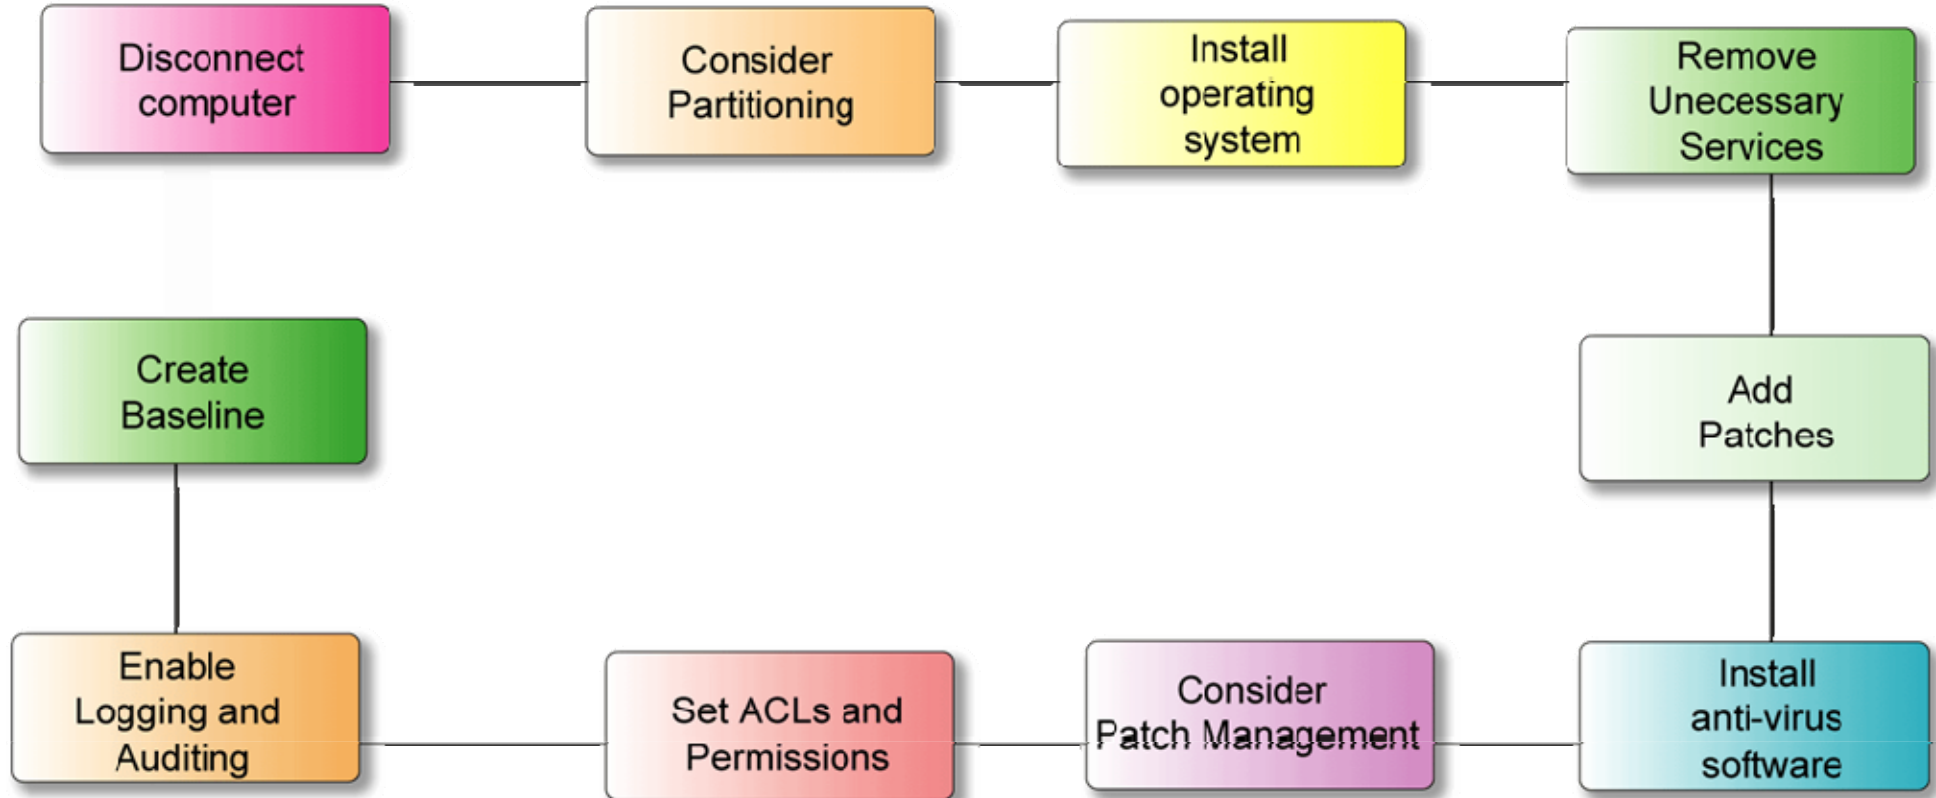 Disconnect
computer
Consider
Partitioning
Install
operating
system
Remove
Unecessary
Services
Add
Patches
Install
anti-virus
software
Consider
Patch Management
Set ACLs and
Permissions
Enable
Logging and
Auditing
Create
Baseline